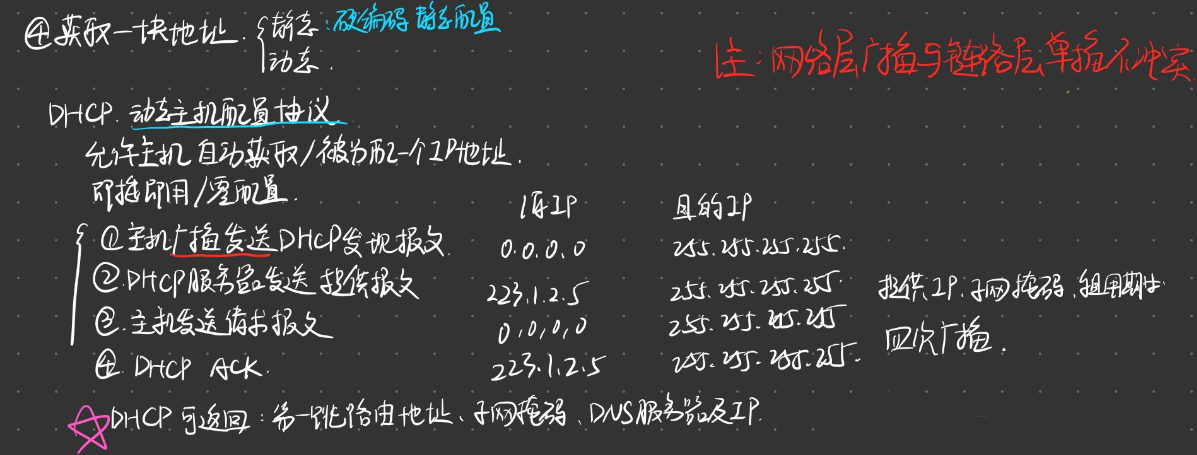 ④获取一块地址. 静态:硬编码 静态配置
动态.
注:网络层广播与链路层单播不冲突
DHCP. 动态主机配置协议
允许主机自动获取/被分配一个IP地址.
即插即用/零配置.
源IP 目的IP
①主机广播发送DHCP发现报文. 0.0.0.0 255.255.255.255.
②DHCP服务器发送提供报文 223.1.2.5 255.255.255.255. 提供IP.子网掩码、租用期
③.主机发送请求报文 0.0.0.0 255.255.255.255 四次广播.
④ DHCP ACK. 223.1.2.5 255.255.255.255.
DHCP可返回:第一跳路由地址、子网掩码、DNS服务器及IP.